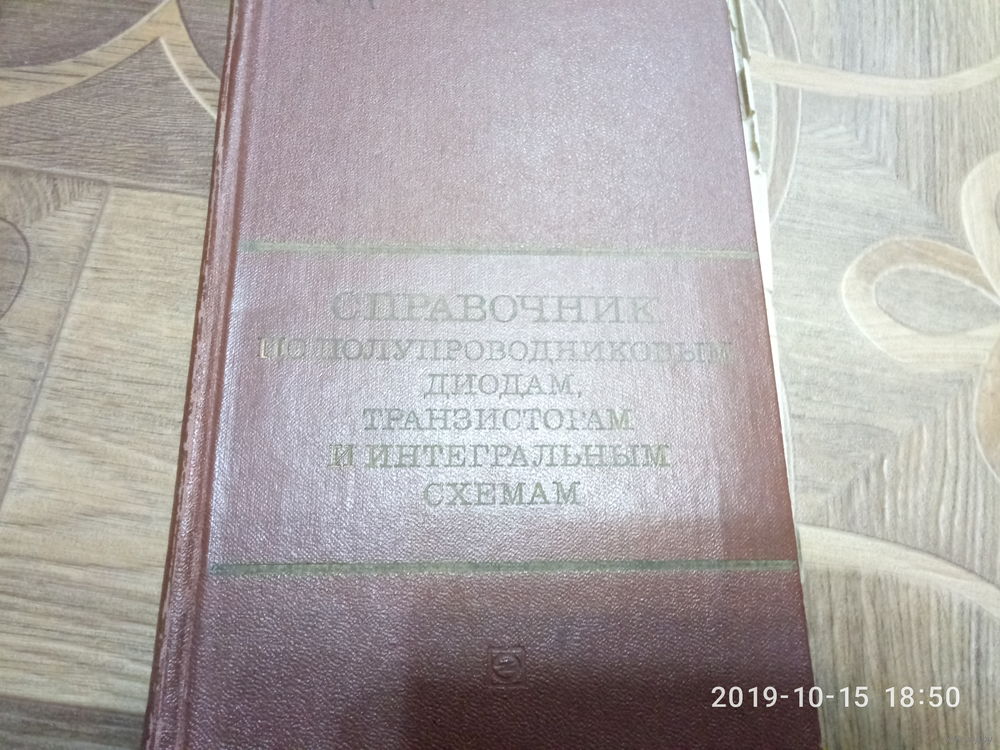 СПРАВОЧНИК
ПО ПОЛУПРОВОДНИКОВЫМ
ДИОДАМ,
ТРАНЗИСТОРАМ
И ИНТЕГРАЛЬНЫМ
СХЕМАМ
Э
2019-10-15 18:50